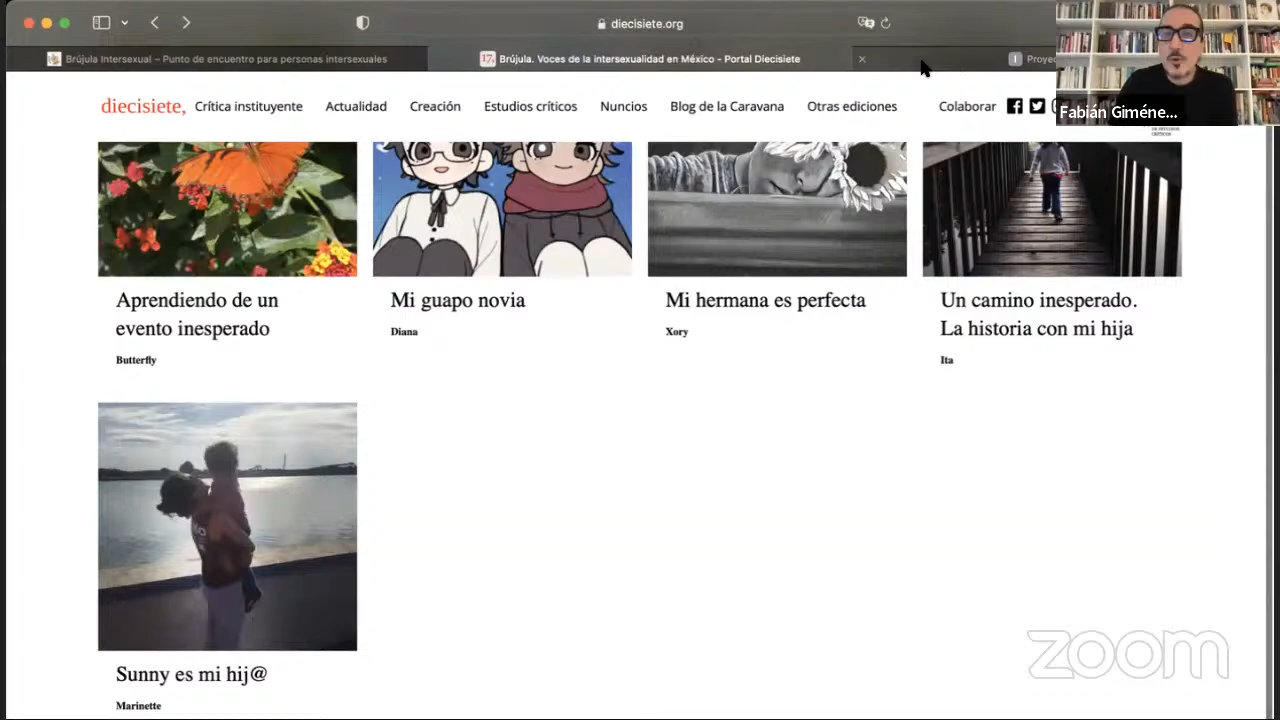 diecisiete.org
Brújula Intersexual – Punto de encuentro para personas intersexuales
Brújula. Voces de la intersexualidad en México - Portal Diecisiete
Proyec
Fabián Giméne...
diecisiete, Crítica instituyente Actualidad Creación Estudios críticos Nuncios Blog de la Caravana Otras ediciones Colaborar
Aprendiendo de un
evento inesperado
Butterfly
Mi guapo novia
Diana
Mi hermana es perfecta
Xory
Un camino inesperado.
La historia con mi hija
Ita
Sunny es mi hij@
Marinette
zoom